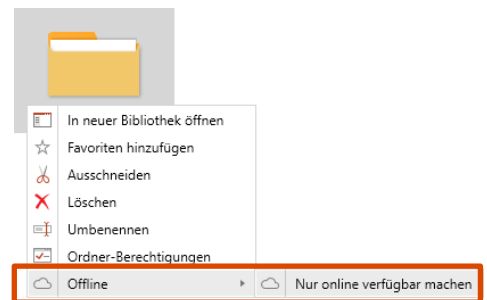 In neuer Bibliothek öffnen
Favoriten hinzufügen
Ausschneiden
Löschen
Umbenennen
Ordner-Berechtigungen
Offline
Nur online verfügbar machen